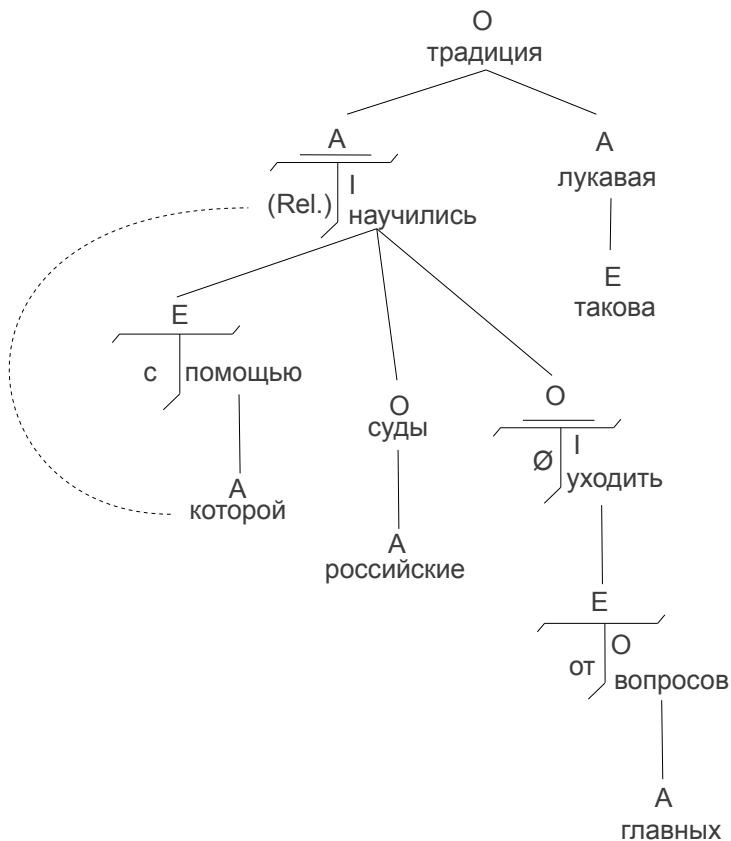 O
традиция
A
A
I
лукавая
(Rel.)
научились
E
E
такова
с
помощью
O
O
суды
I
Ø
уходить
A
которой
A
российские
E
O
от
вопросов
A
главных